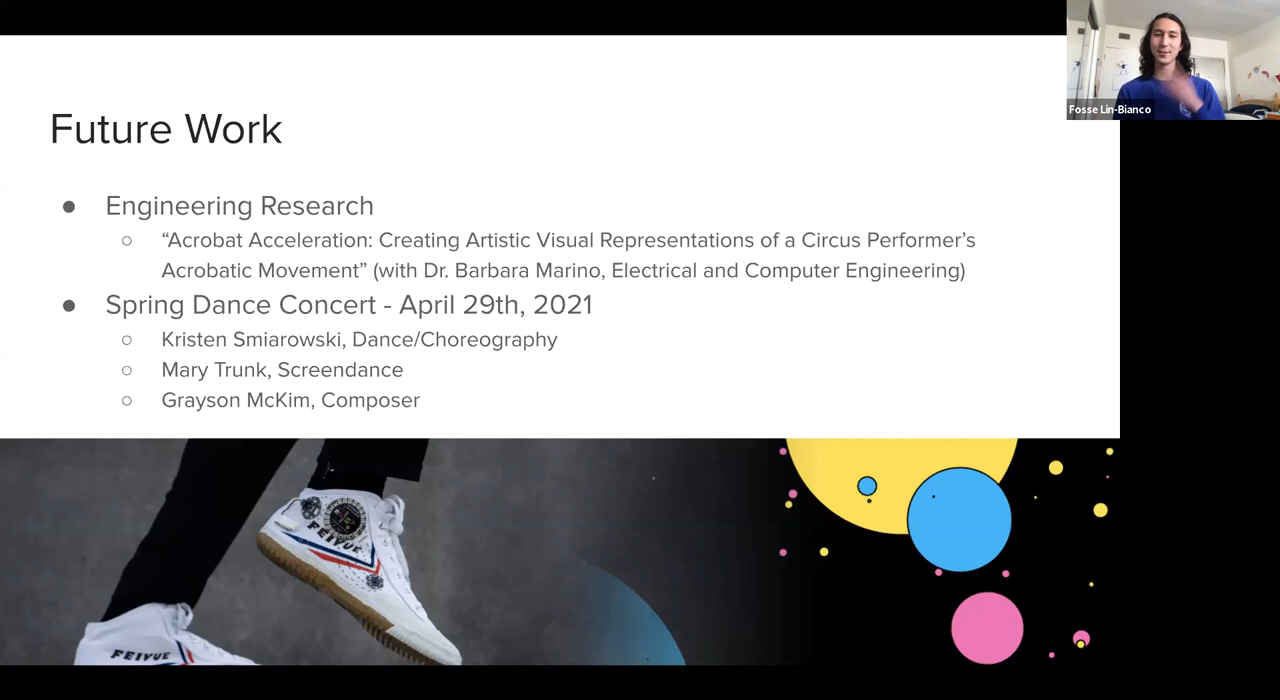 Fosse Lin-Bianco
Future Work
● Engineering Research
○ “Acrobat Acceleration: Creating Artistic Visual Representations of a Circus Performer’s
Acrobatic Movement” (with Dr. Barbara Marino, Electrical and Computer Engineering)
● Spring Dance Concert - April 29th, 2021
○ Kristen Smiarowski, Dance/Choreography
○ Mary Trunk, Screendance
○ Grayson McKim, Composer
FEIYUE
FEIYUE